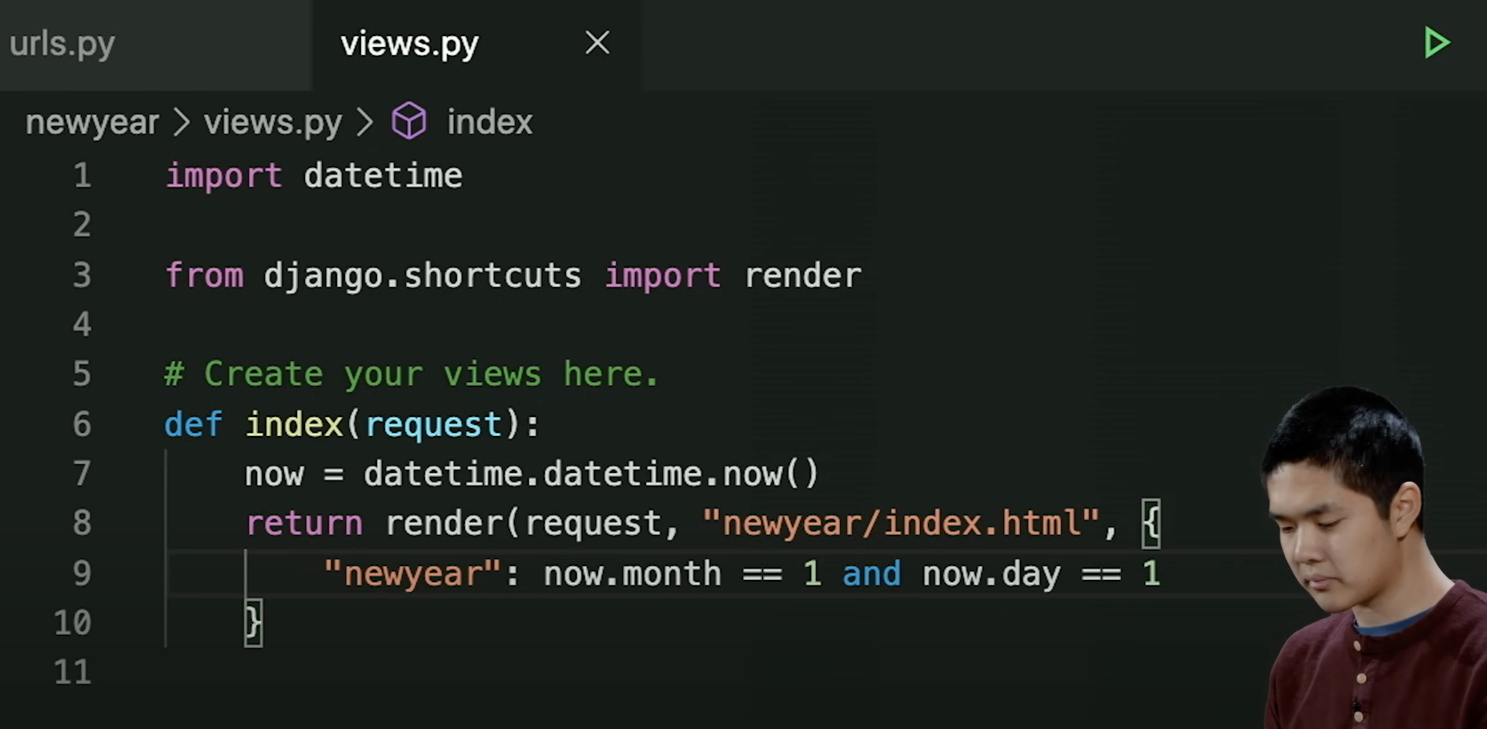 urls.py views.py
newyear > views.py > index
1 import datetime
2
3 from django.shortcuts import render
4
5 # Create your views here.
6 def index(request):
7     now = datetime.datetime.now()
8     return render(request, "newyear/index.html", {
9         "newyear": now.month == 1 and now.day == 1
10     }
11